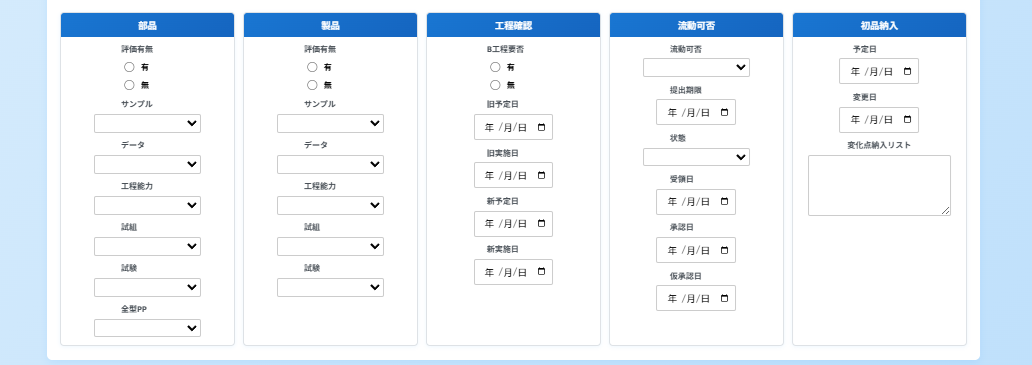 部品
評価有無
有
無
サンプル
データ
工程能力
試組
試験
全型PP
製品
評価有無
有
無
サンプル
データ
工程能力
試組
試験
工程確認
B工程要否
有
無
旧予定日
年 /月/日
旧実施日
年 /月/日
新予定日
年 /月/日
新実施日
年 /月/日
流動可否
流動可否
提出期限
年 /月/日
状態
受領日
年 /月/日
承認日
年 /月/日
仮承認日
年 /月/日
初品納入
予定日
年 /月/日
変更日
年 /月/日
変化点納入リスト